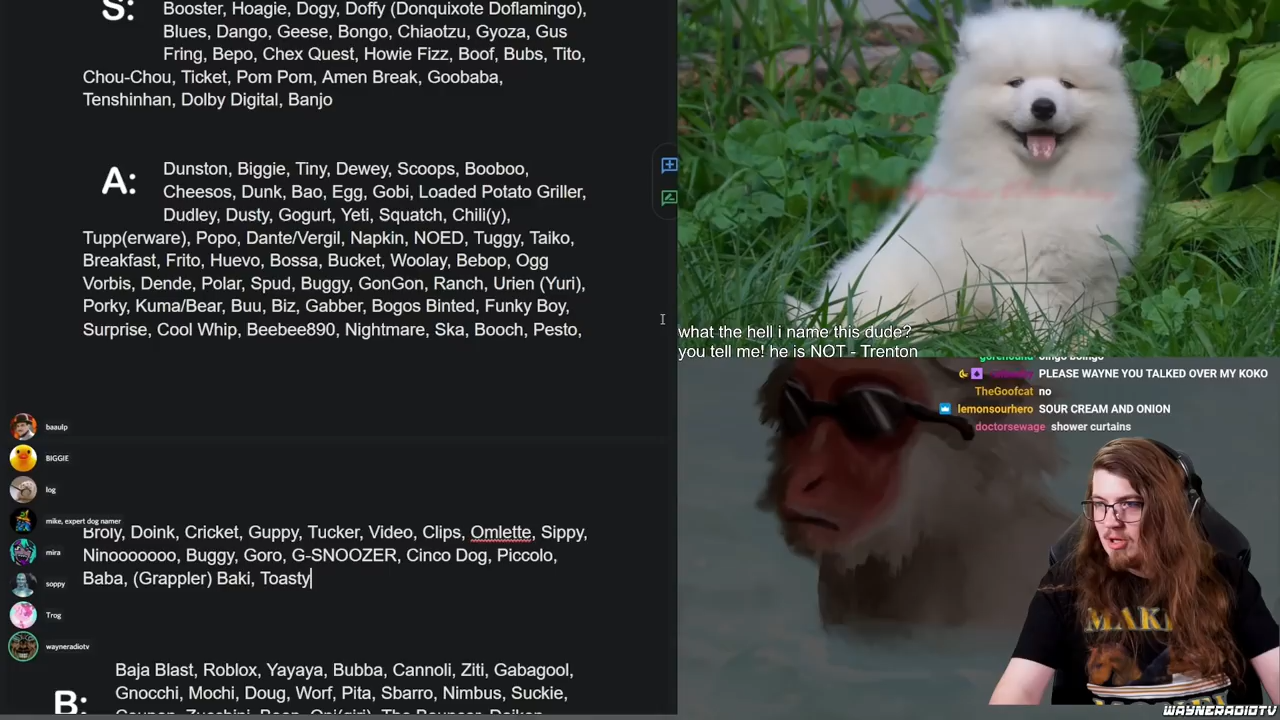 S:
Booster, Hoagie, Dogy, Doffy (Donquixote Doflamingo),
Blues, Dango, Geese, Bongo, Chiaotzu, Gyoza, Gus
Fring, Bepo, Chex Quest, Howie Fizz, Boof, Bubs, Tito,
Chou-Chou, Ticket, Pom Pom, Amen Break, Goobaba,
Tenshinhan, Dolby Digital, Banjo
A:
Dunston, Biggie, Tiny, Dewey, Scoops, Booboo,
Cheesos, Dunk, Bao, Egg, Gobi, Loaded Potato Griller,
Dudley, Dusty, Gogurt, Yeti, Squatch, Chili(y),
Tupp(erware), Popo, Dante/Vergil, Napkin, NOED, Tuggy, Taiko,
Breakfast, Frito, Huevo, Bossa, Bucket, Woolay, Bebop, Ogg
Vorbis, Dende, Polar, Spud, Buggy, GonGon, Ranch, Urien (Yuri),
Porky, Kuma/Bear, Buu, Biz, Gabber, Bogos Binted, Funky Boy,
Surprise, Cool Whip, Beebee890, Nightmare, Ska, Booch, Pesto,
baaulp
BIGGIE
log
mike, expert dog namer
Broly, Doink, Cricket, Guppy, Tucker, Video, Clips, Omlette, Sippy,
mira
Ninooooooo, Buggy, Goro, G-SNOOZER, Cinco Dog, Piccolo,
soppy
Baba, (Grappler) Baki, Toasty
Trog
wayneradiotv
B:
Baja Blast, Roblox, Yayaya, Bubba, Cannoli, Ziti, Gabagool,
Gnocchi, Mochi, Doug, Worf, Pita, Sbarro, Nimbus, Suckie,
what the hell i name this dude?
you tell me! he is NOT - Trenton
PLEASE WAYNE YOU TALKED OVER MY KOKO
TheGoofcat no
lemonsourhero SOUR CREAM AND ONION
doctorsewage shower curtains
WAYNERADIOTV